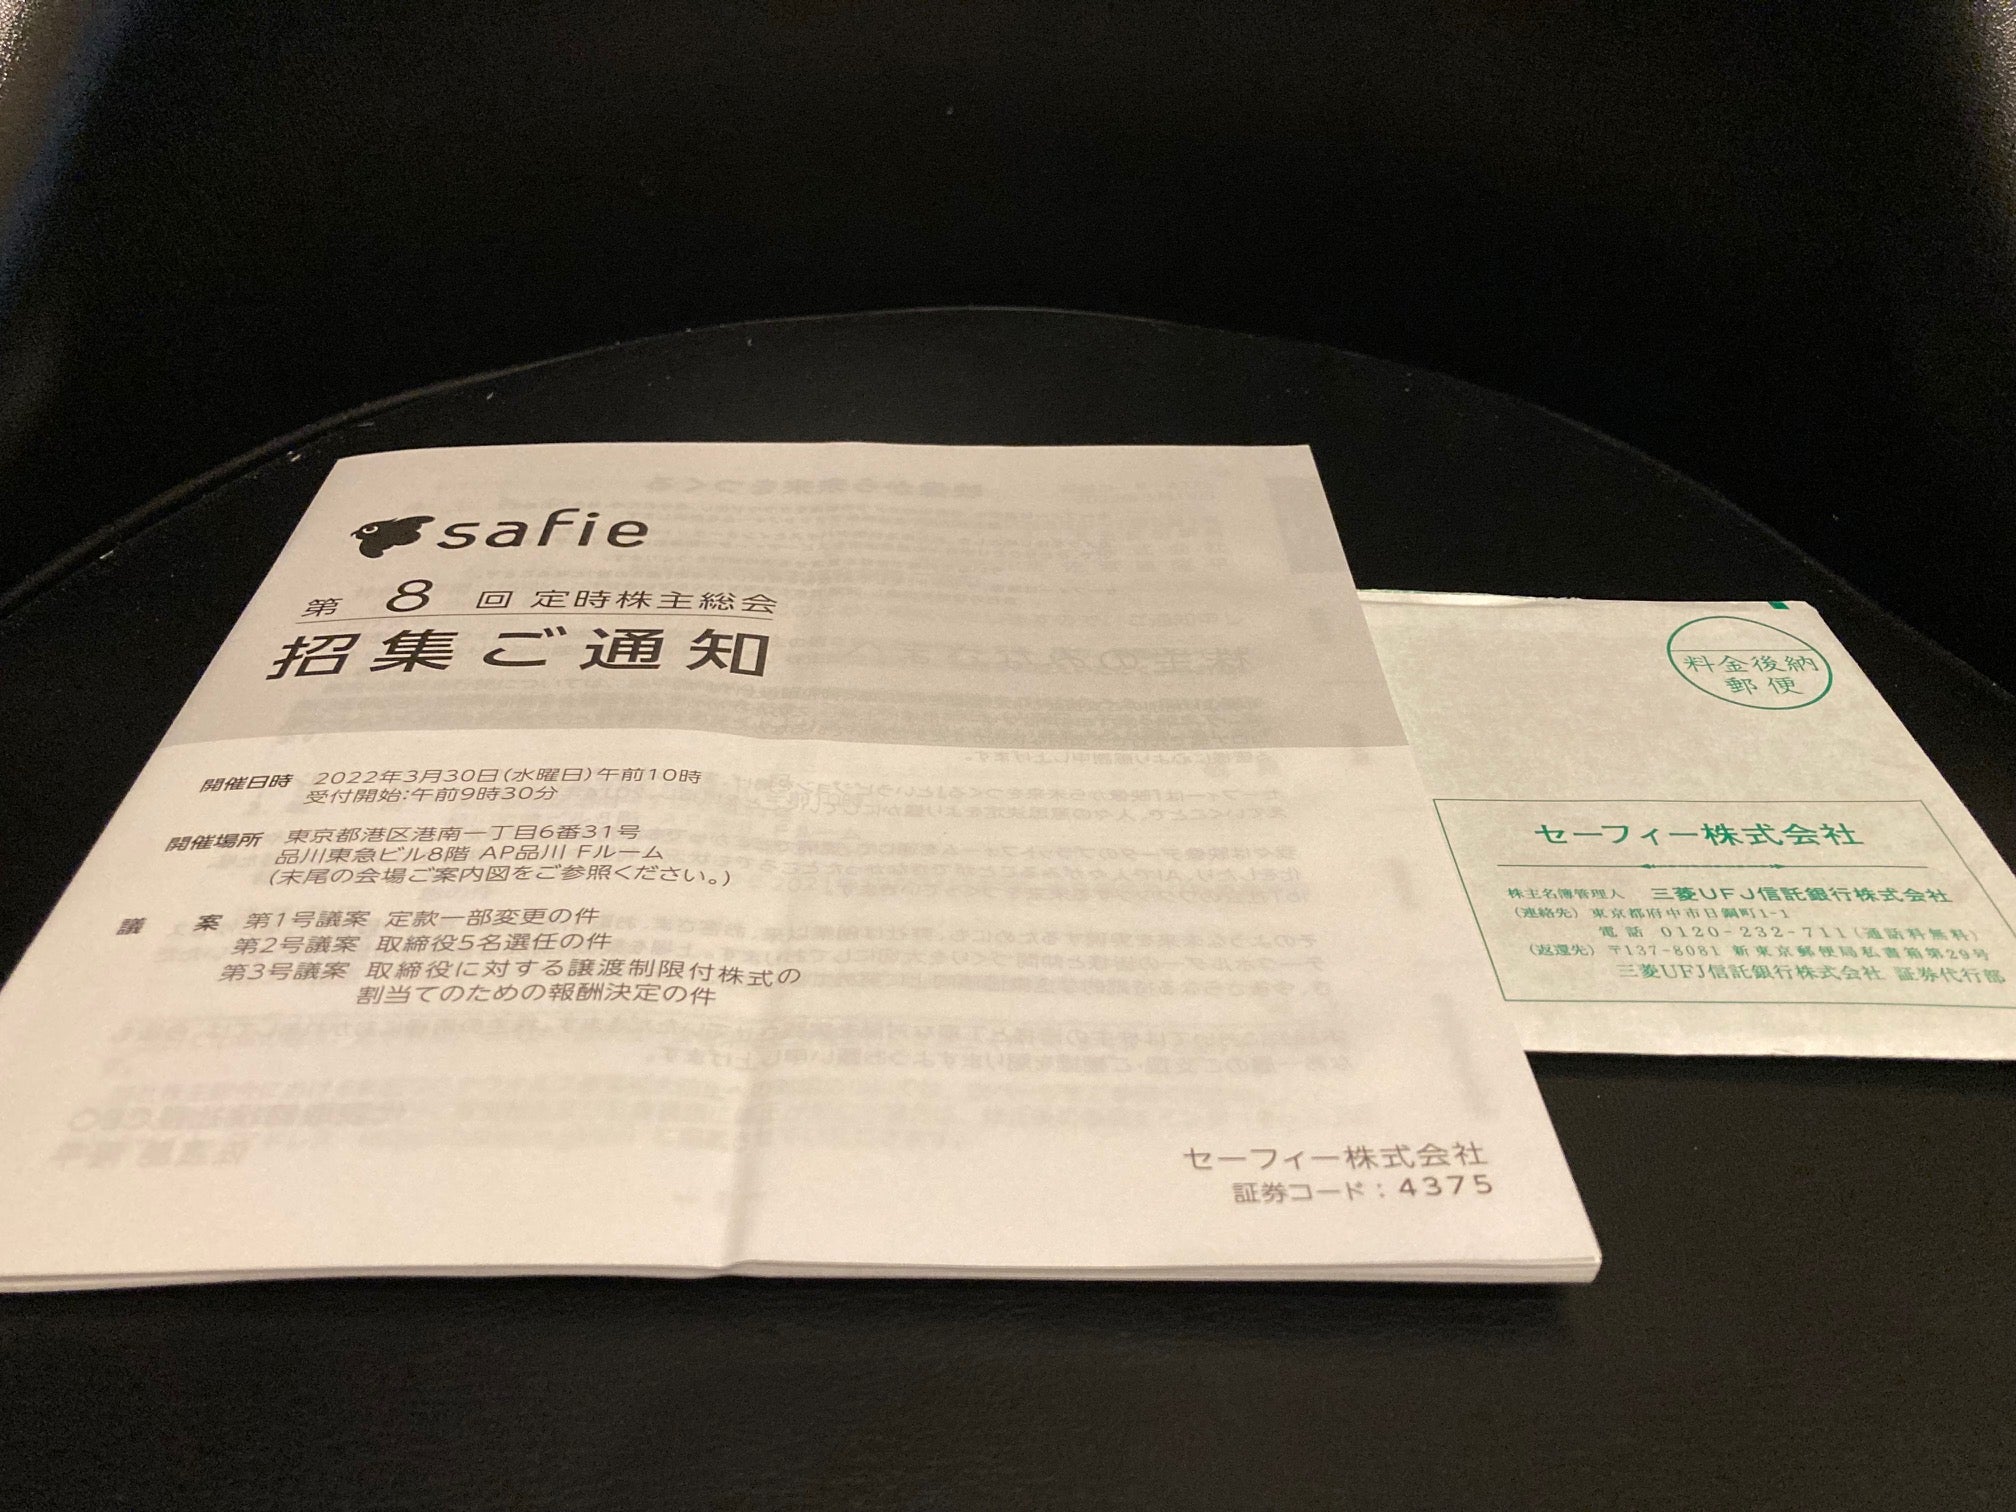 safie
第 8 回 定時株主総会
招集ご通知
開催日時 2022年3月30日(水曜日)午前10時
受付開始:午前9時30分
開催場所 東京都港区港南一丁目6番31号
品川東急ビル8階 AP品川 Fルーム
(末尾の会場ご案内図をご参照ください。)
議 案 第1号議案 定款一部変更の件
第2号議案 取締役5名選任の件
第3号議案 取締役に対する譲渡制限付株式の
割当てのための報酬決定の件
セーフィー株式会社
証券コード:4375
料金後納
郵便
セーフィー株式会社
株主名簿管理人 三菱UFJ信託銀行株式会社
(連絡先) 東京都府中市日鋼町1-1
電話 0120-232-711(通話料無料)
(返還先) 〒137-8081 新東京郵便局私書箱第29号
三菱UFJ信託銀行株式会社 証券代行部